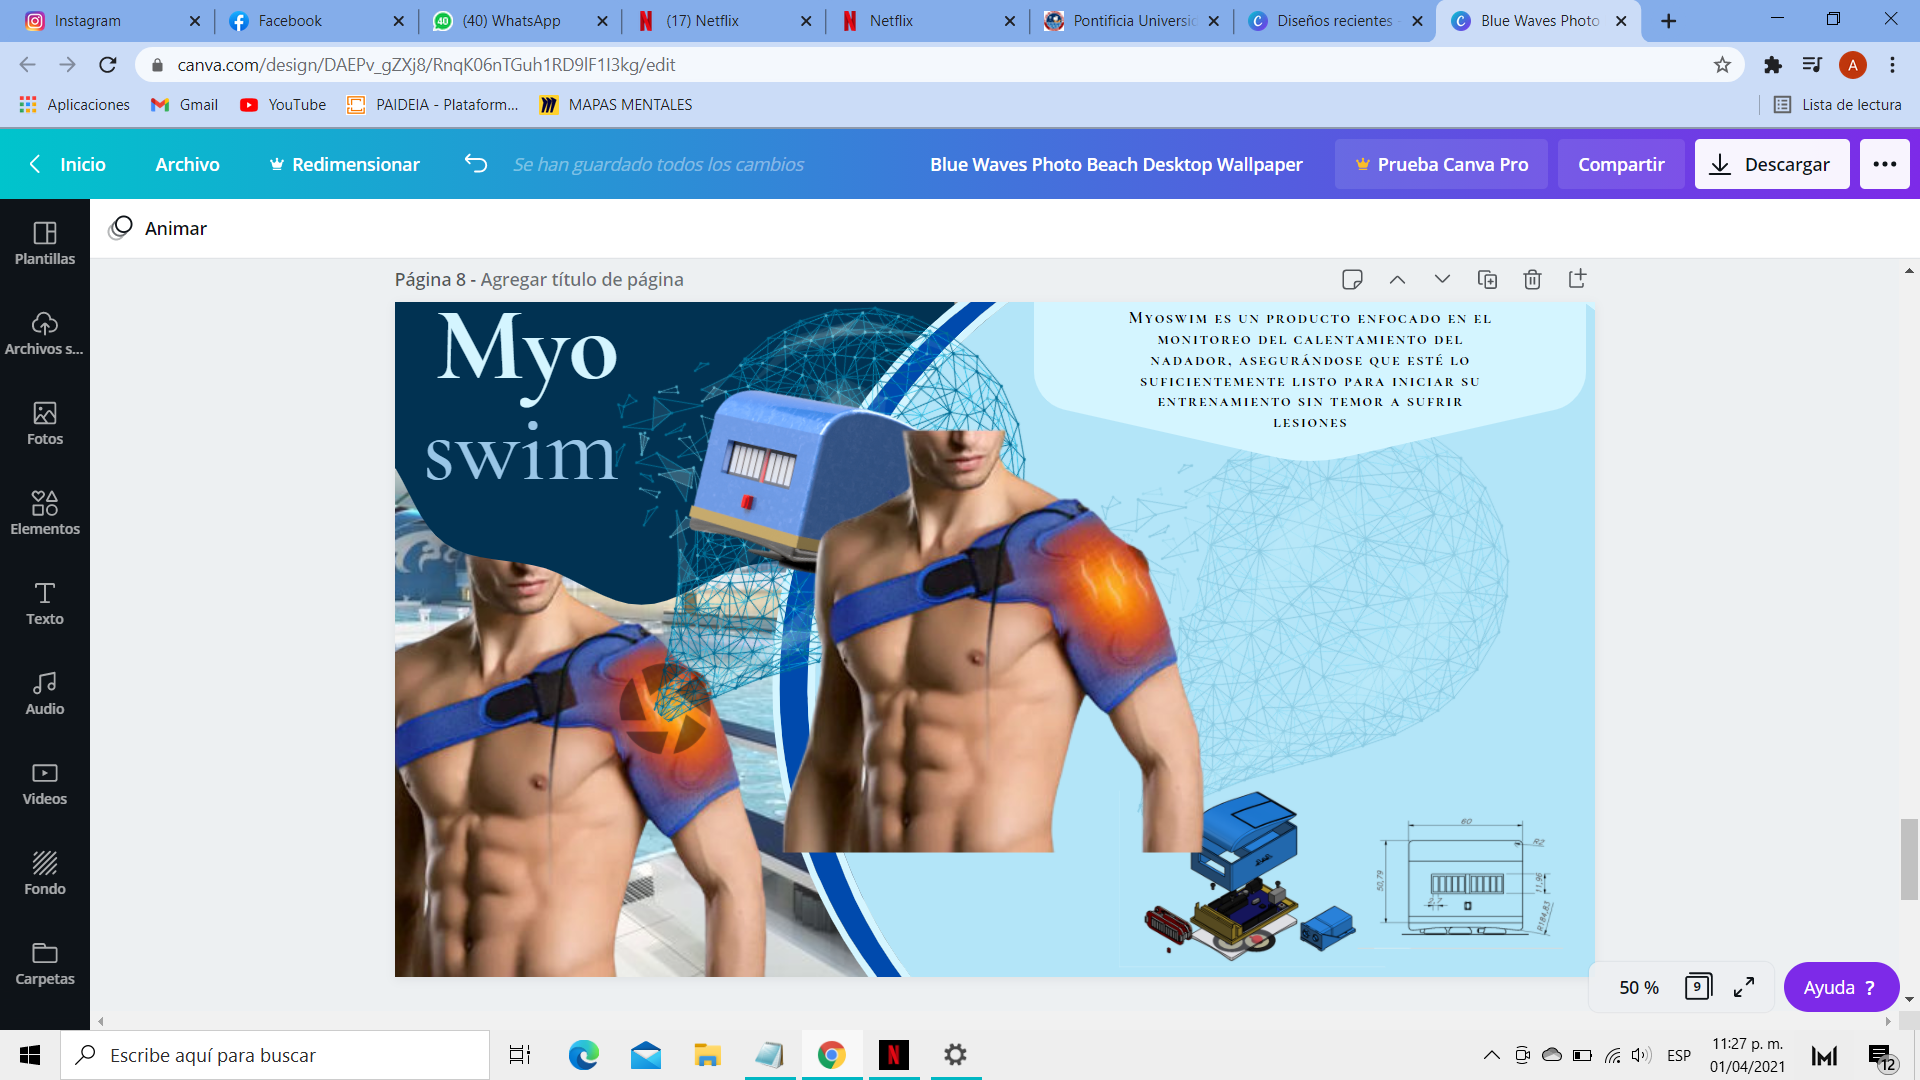 Instagram
Facebook
(40) WhatsApp
(17) Netflix
Netflix
Pontificia Universic
Diseños recientes -
Blue Waves Photo
canva.com/design/DAEPv_gZXj8/RnqK06nTGuh1RD9lF1I3kg/edit
Aplicaciones
Gmail
YouTube
PAIDEIA - Plataform...
MAPAS MENTALES
Lista de lectura
A
Inicio
Archivo
Redimensionar
Se han guardado todos los cambios
Blue Waves Photo Beach Desktop Wallpaper
Prueba Canva Pro
Compartir
Descargar
Plantillas
Archivos s...
Fotos
Elementos
Texto
Audio
Videos
Fondo
Carpetas
Animar
Página 8 - Agregar título de página
Myo
swim
Myoswim es un producto enfocado en el
monitoreo del calentamiento del
nadador, asegurándose que esté lo
suficientemente listo para iniciar su
entrenamiento sin temor a sufrir
lesiones
60
R2
50,79
11,96
R184,83
50 %
9
Ayuda ?
Escribe aquí para buscar
ESP
11:27 p. m.
01/04/2021
12